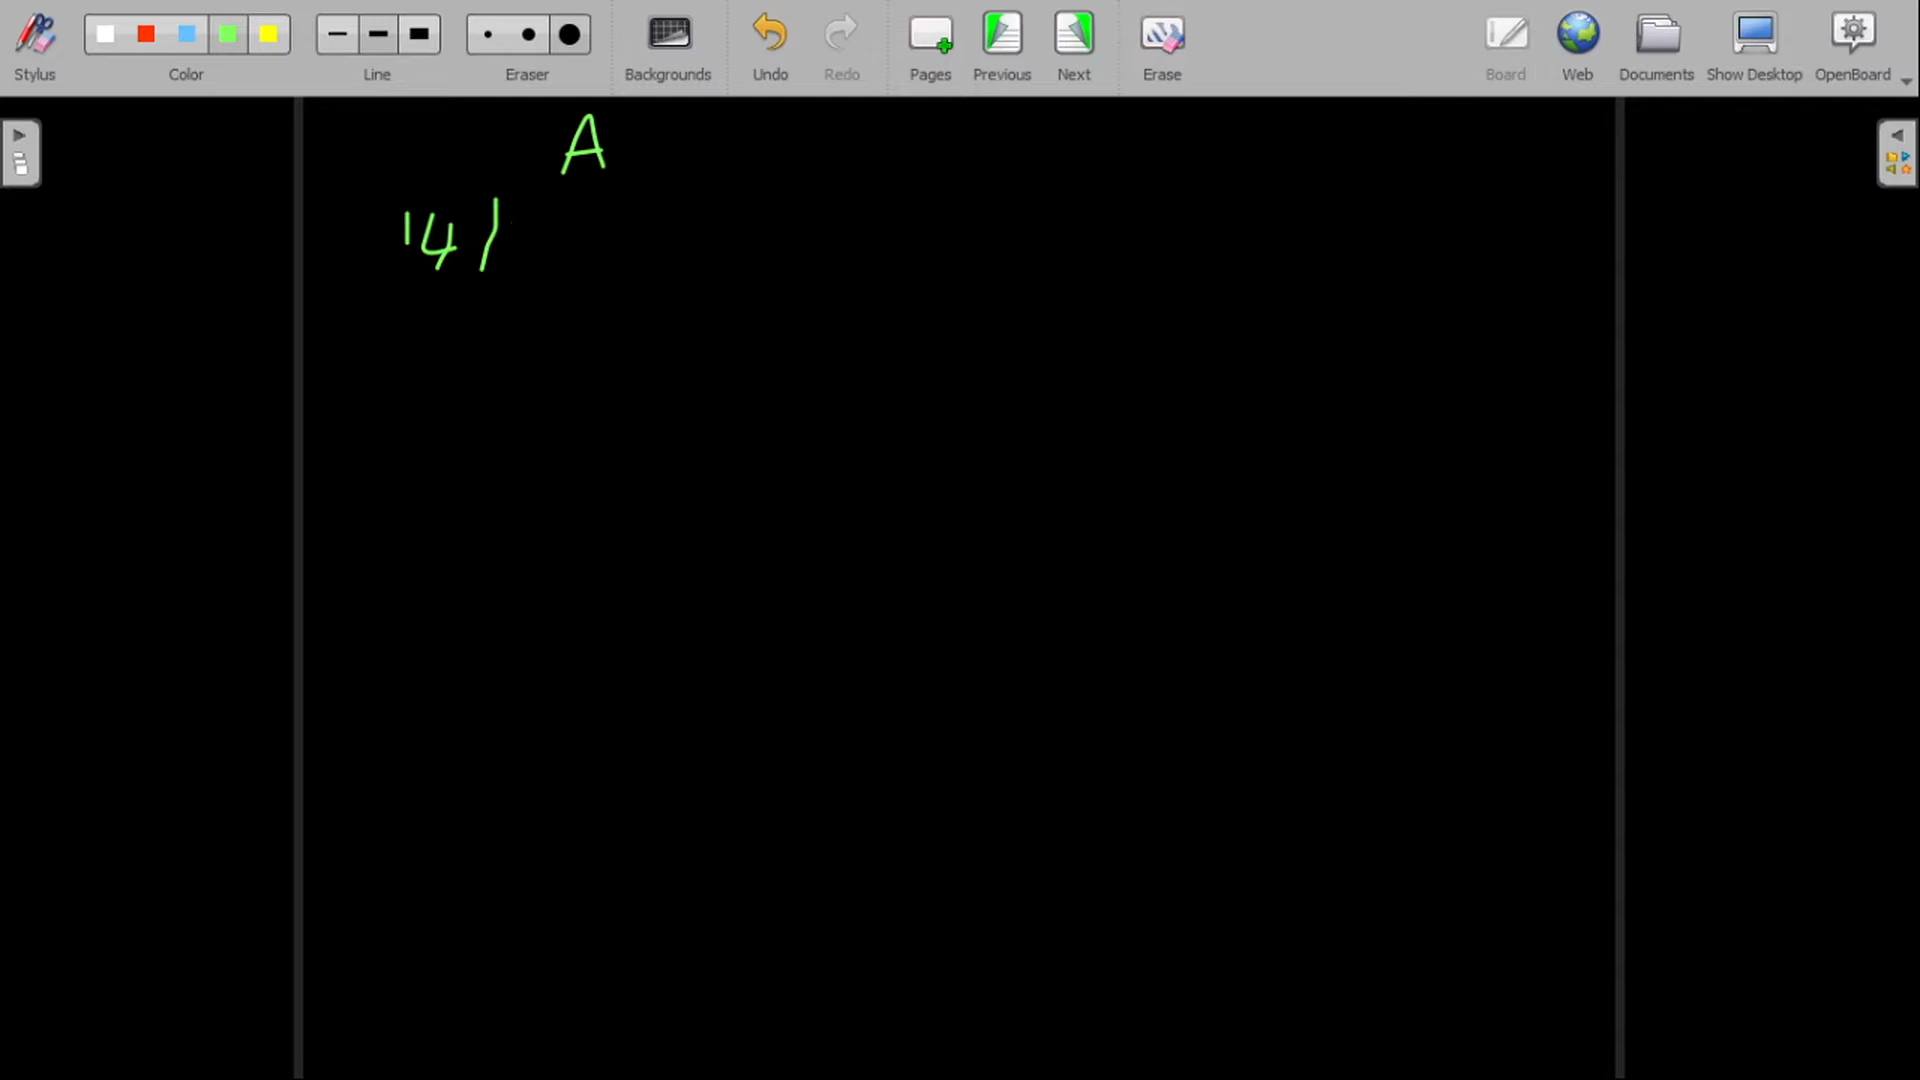 Stylus Color Line Eraser Backgrounds Undo Redo Pages Previous Next Erase Board Web Documents Show Desktop OpenBoard
A
14/